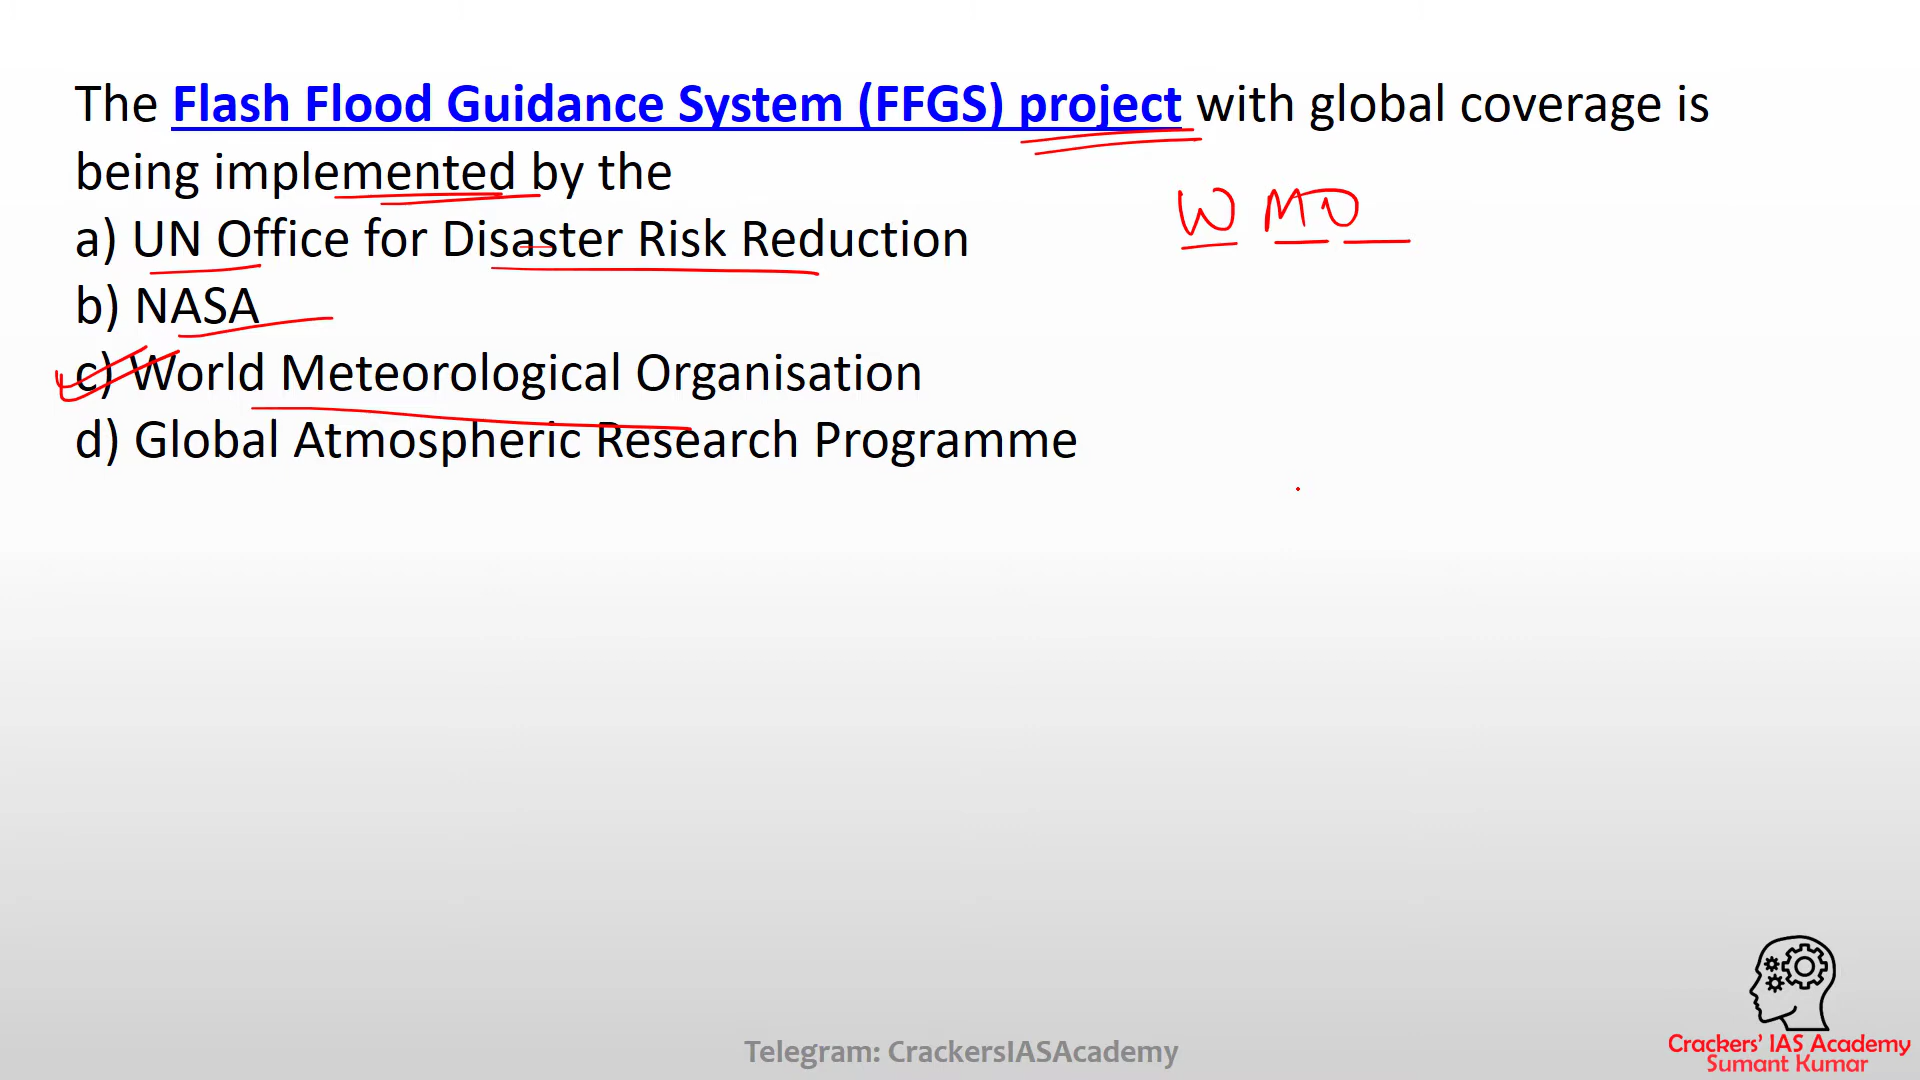 The Flash Flood Guidance System (FFGS) project with global coverage is
being implemented by the
W M O
a) UN Office for Disaster Risk Reduction
b) NASA
c) World Meteorological Organisation
d) Global Atmospheric Research Programme
Telegram: CrackersIASAcademy
Crackers' IAS Academy
Sumant Kumar